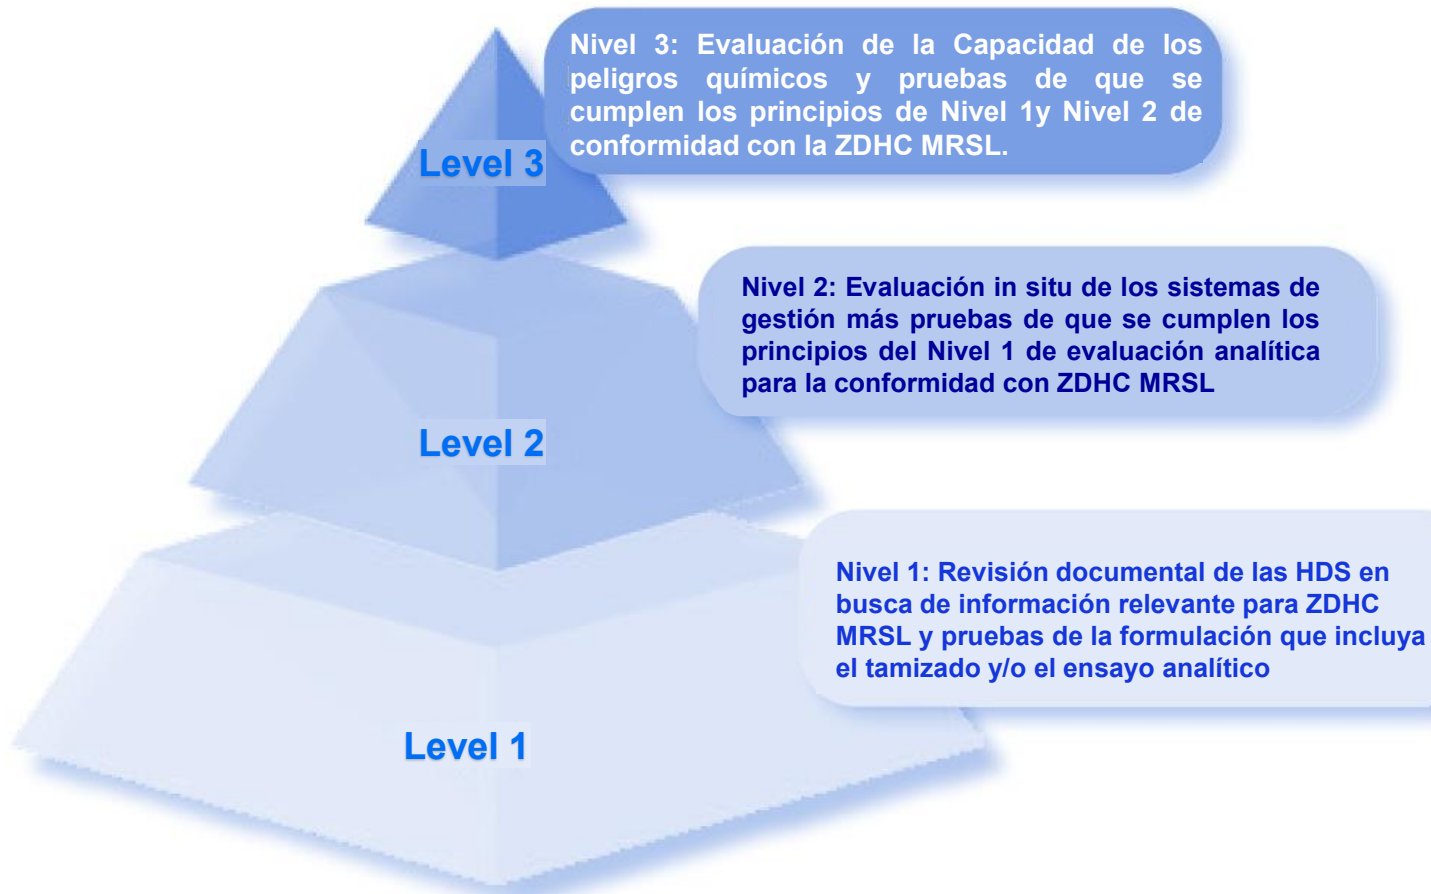 Nivel 3: Evaluación de la Capacidad de los
peligros químicos y pruebas de que se
cumplen los principios de Nivel 1y Nivel 2 de
conformidad con la ZDHC MRSL.
Level 3
Nivel 2: Evaluación in situ de los sistemas de
gestión más pruebas de que se cumplen los
principios del Nivel 1 de evaluación analítica
para la conformidad con ZDHC MRSL
Level 2
Nivel 1: Revisión documental de las HDS en
busca de información relevante para ZDHC
MRSL y pruebas de la formulación que incluya
el tamizado y/o el ensayo analítico
Level 1